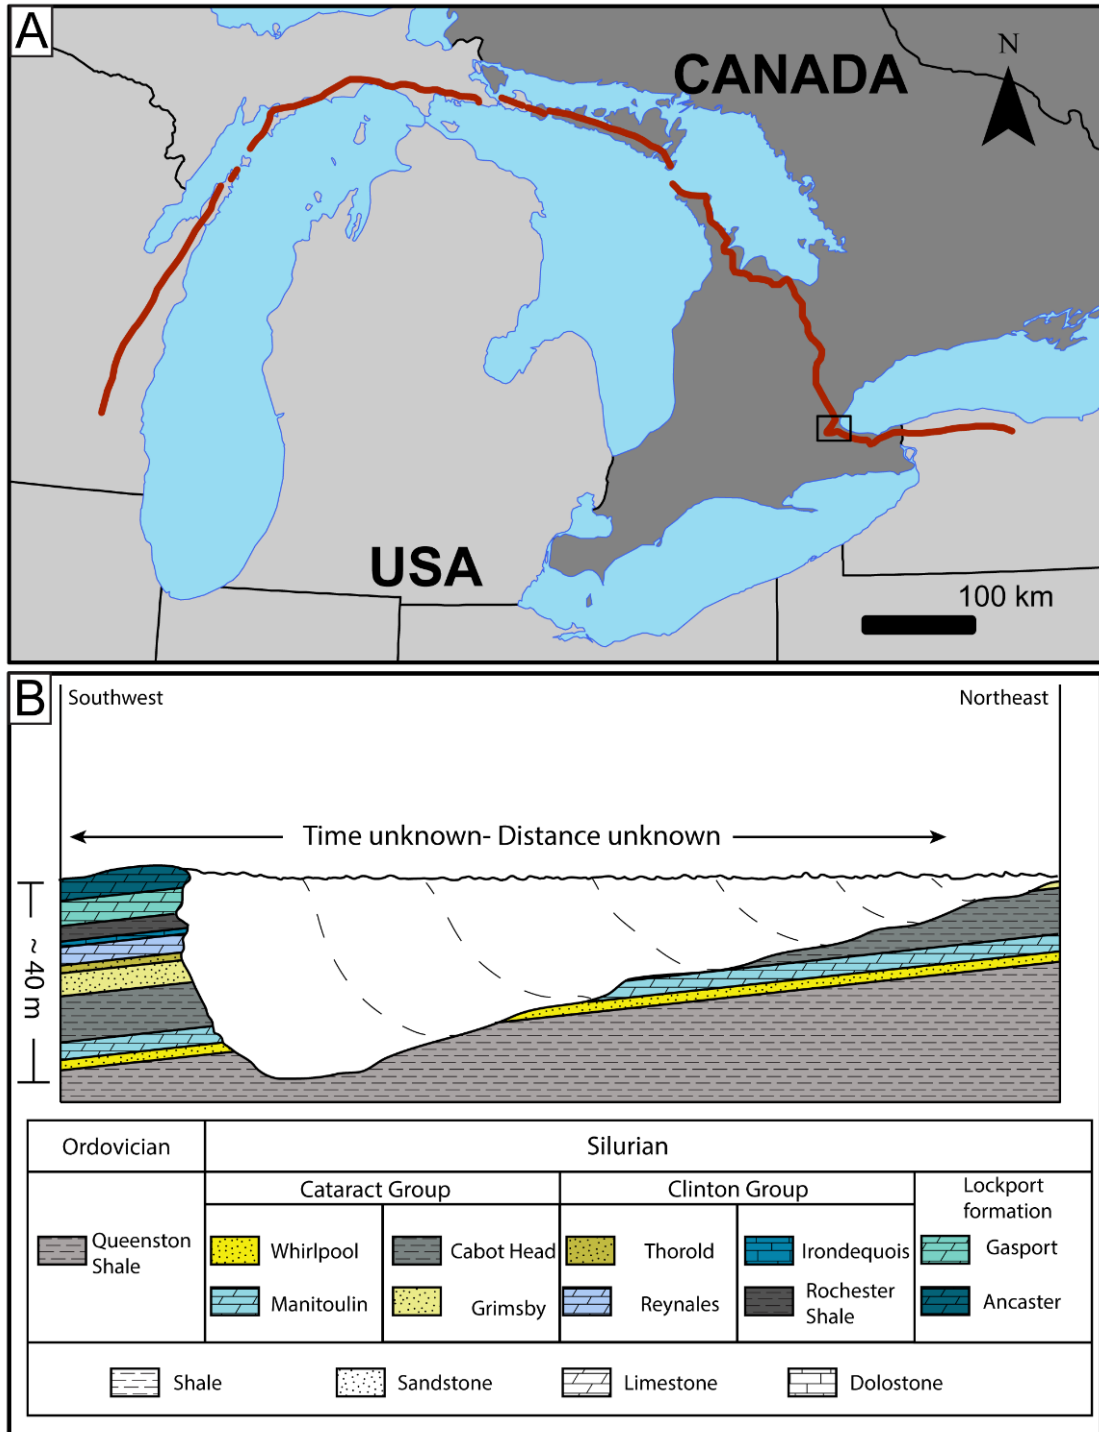 A
CANADA
N
USA
100 km
B
Southwest
Northeast
Time unknown- Distance unknown
~ 40 m
Ordovician
Silurian
Cataract Group
Clinton Group
Lockport
formation
Queenston
Shale
Whirlpool
Manitoulin
Cabot Head
Grimsby
Thorold
Reynales
Irondequois
Rochester
Shale
Gasport
Ancaster
Shale
Sandstone
Limestone
Dolostone